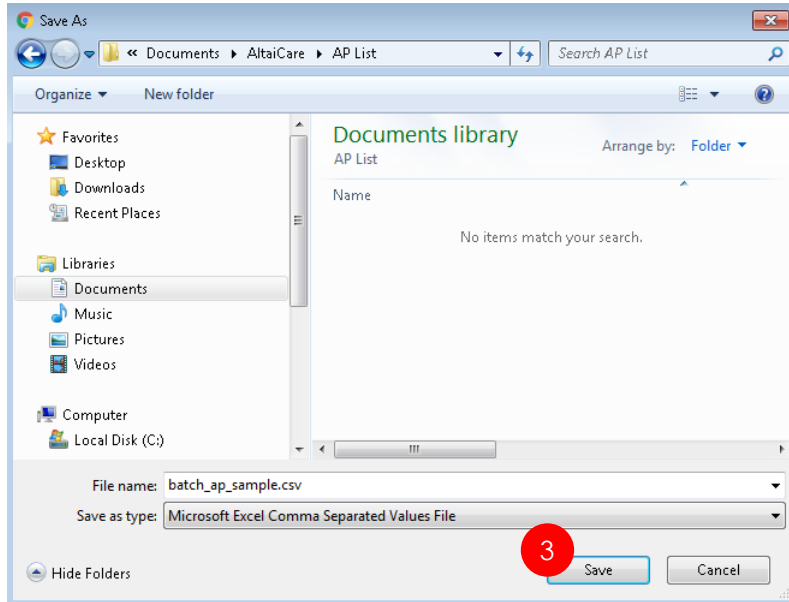 Save As
« Documents ▸ AltaiCare ▸ AP List
Search AP List
Organize
New folder
Favorites
Desktop
Downloads
Recent Places
Libraries
Documents
Music
Pictures
Videos
Computer
Local Disk (C:)
Documents library
AP List
Arrange by: Folder
Name
No items match your search.
File name: batch_ap_sample.csv
Save as type: Microsoft Excel Comma Separated Values File
3
Hide Folders
Save
Cancel